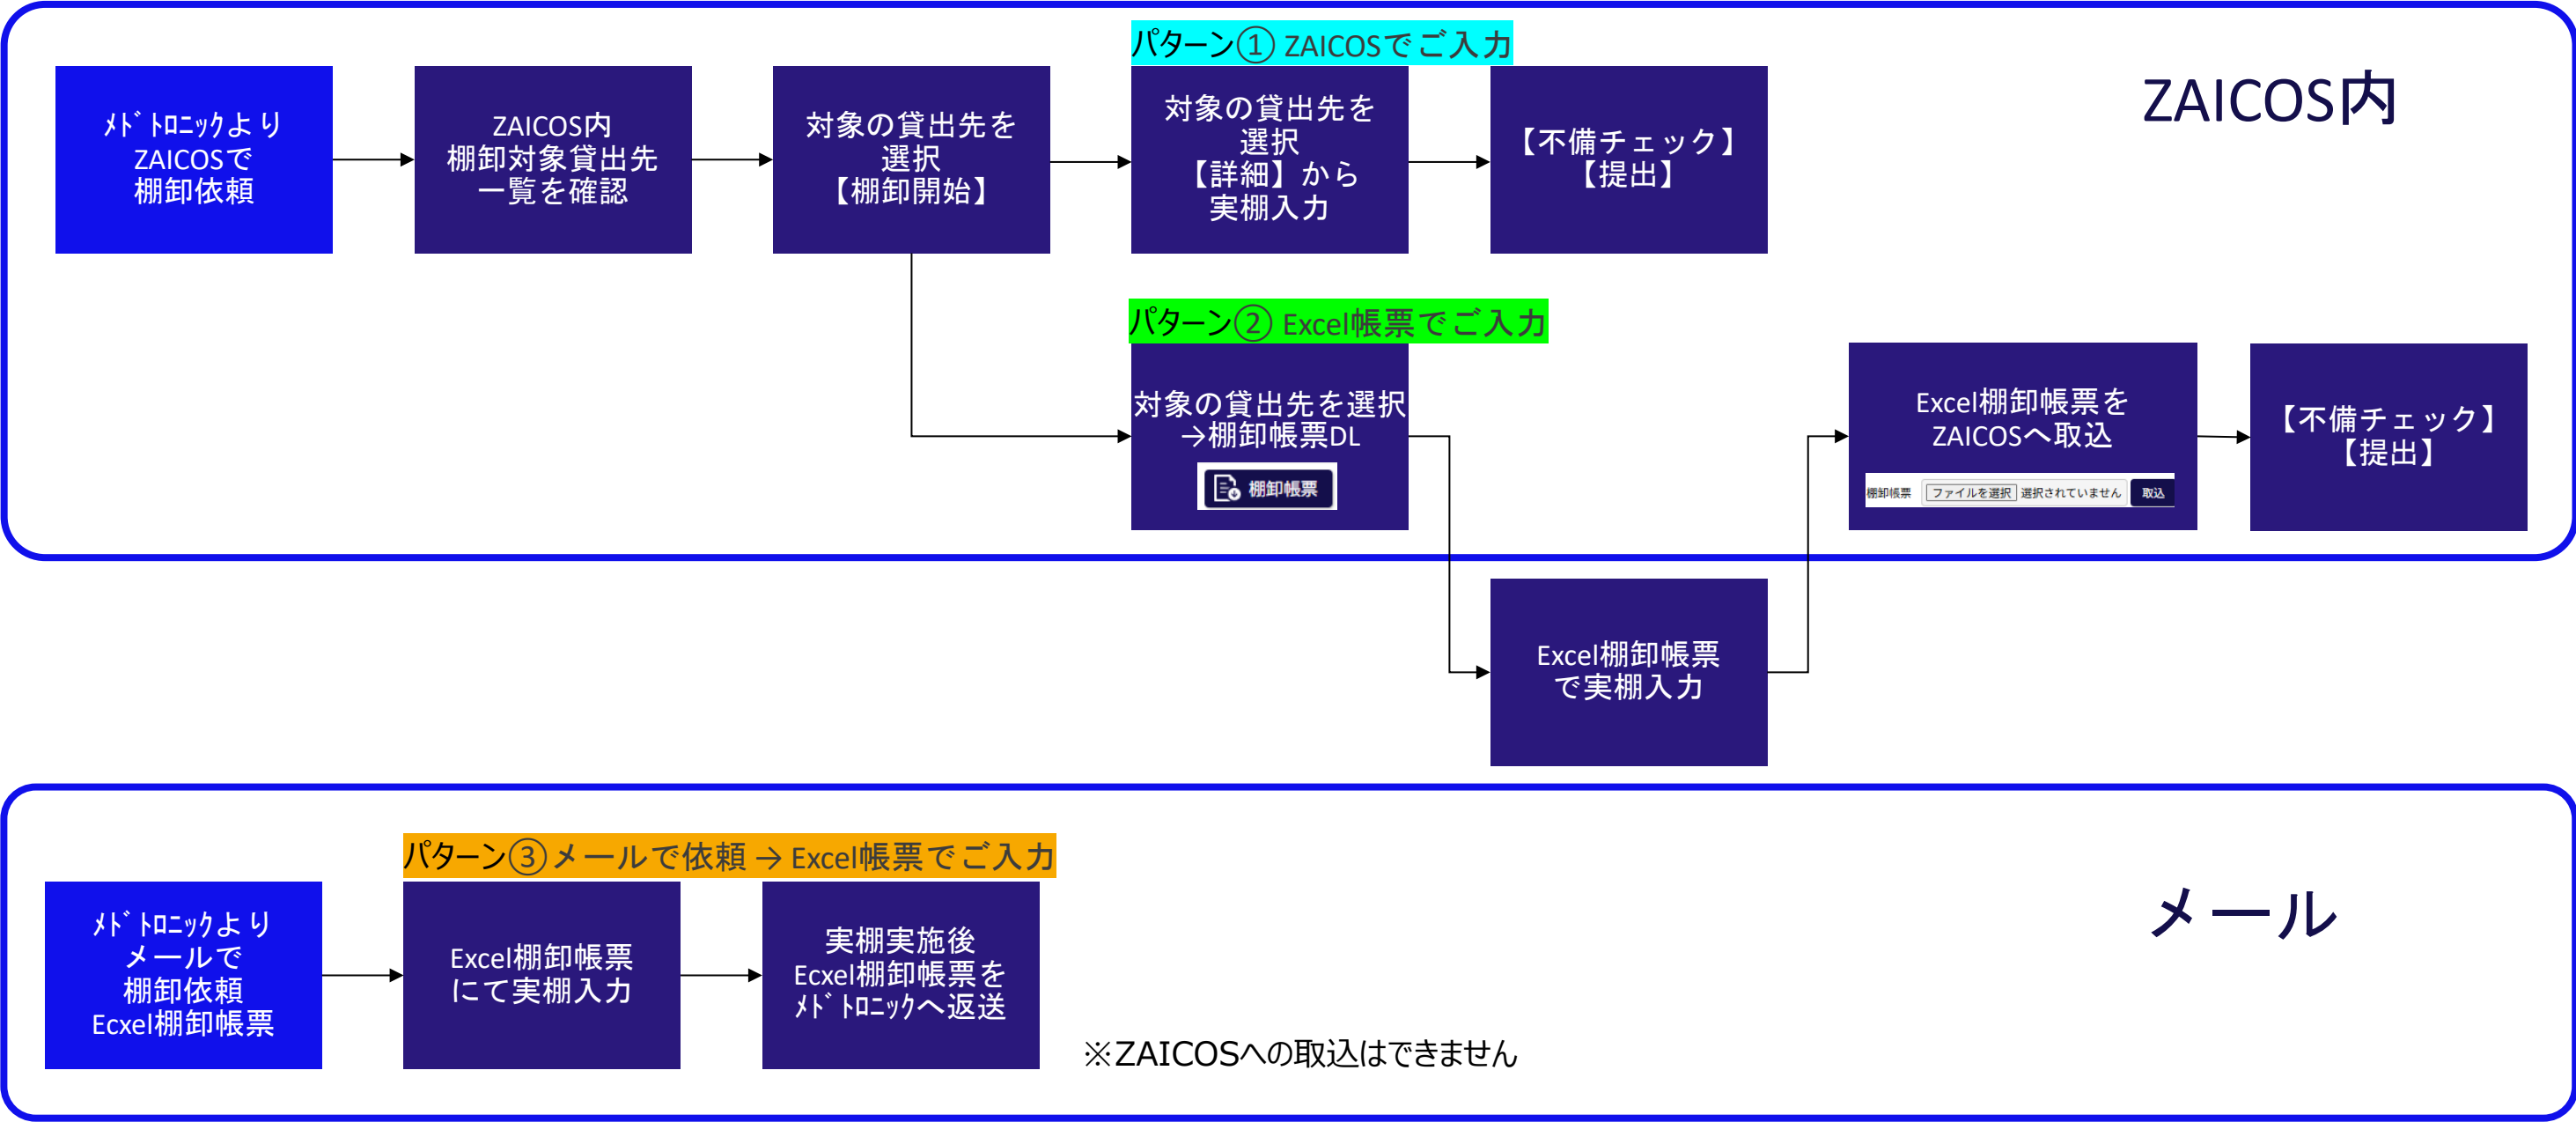 パターン① ZAICOSでご入力
ZAICOS内
ﾒﾄﾞﾄﾛﾆｯｸより
ZAICOSで
棚卸依頼
ZAICOS内
棚卸対象貸出先
一覧を確認
対象の貸出先を
選択
【棚卸開始】
対象の貸出先を
選択
【詳細】から
実棚入力
【不備チェック】
【提出】
パターン② Excel帳票でご入力
対象の貸出先を選択
→棚卸帳票DL
棚卸帳票
Excel棚卸帳票
で実棚入力
Excel棚卸帳票を
ZAICOSへ取込
棚卸帳票 ファイルを選択 選択されていません 取込
【不備チェック】
【提出】
パターン③メールで依頼 → Excel帳票でご入力
メール
ﾒﾄﾞﾄﾛﾆｯｸより
メールで
棚卸依頼
Ecxel棚卸帳票
Excel棚卸帳票
にて実棚入力
実棚実施後
Ecxel棚卸帳票を
ﾒﾄﾞﾄﾛﾆｯｸへ返送
※ZAICOSへの取込はできません